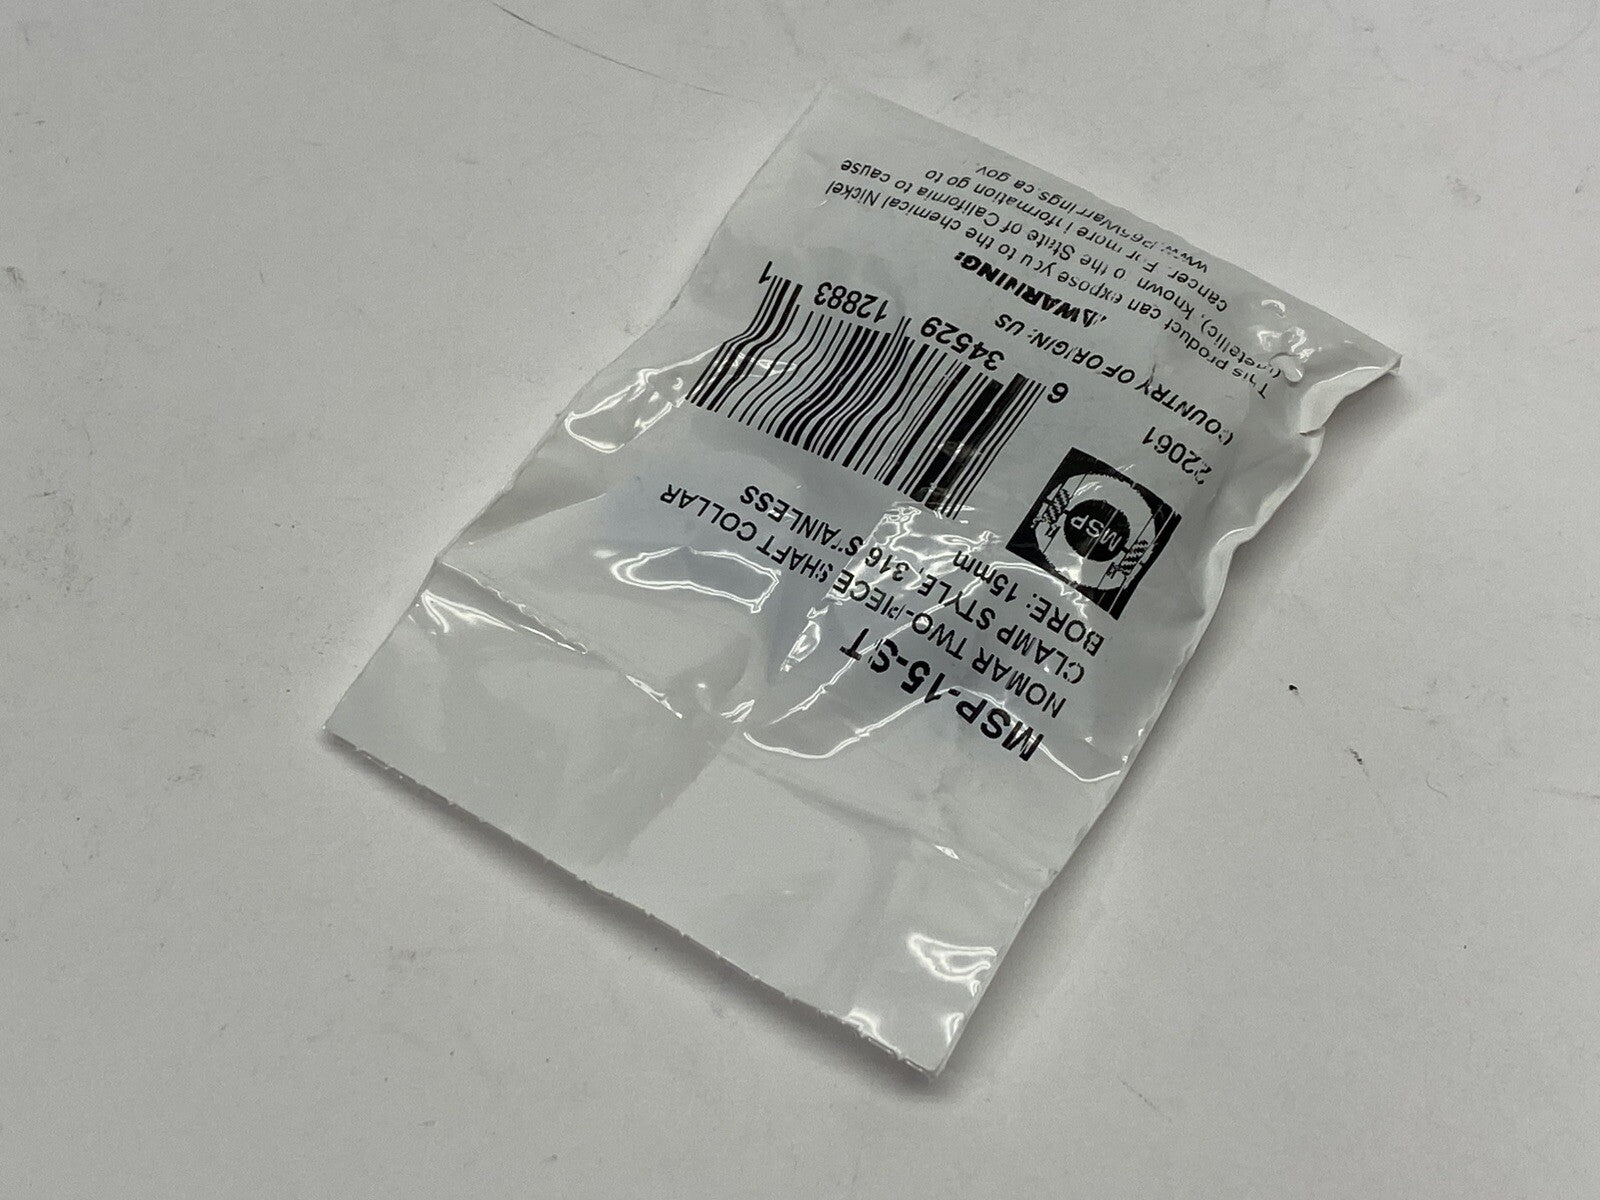 MSP-15-ST
NOMAR TWO-PIECE SHAFT COLLAR
CLAMP STYLE, 316 STAINLESS
BORE: 15mm
MSP
6 34529 12883 1
22061
COUNTRY OF ORIGIN: US
⚠WARNING:
This product can expose you to the chemical Nickel
(metellic), known to the State of California to cause
cancer. For more information go to
www.P65Warrings.ca.gov.